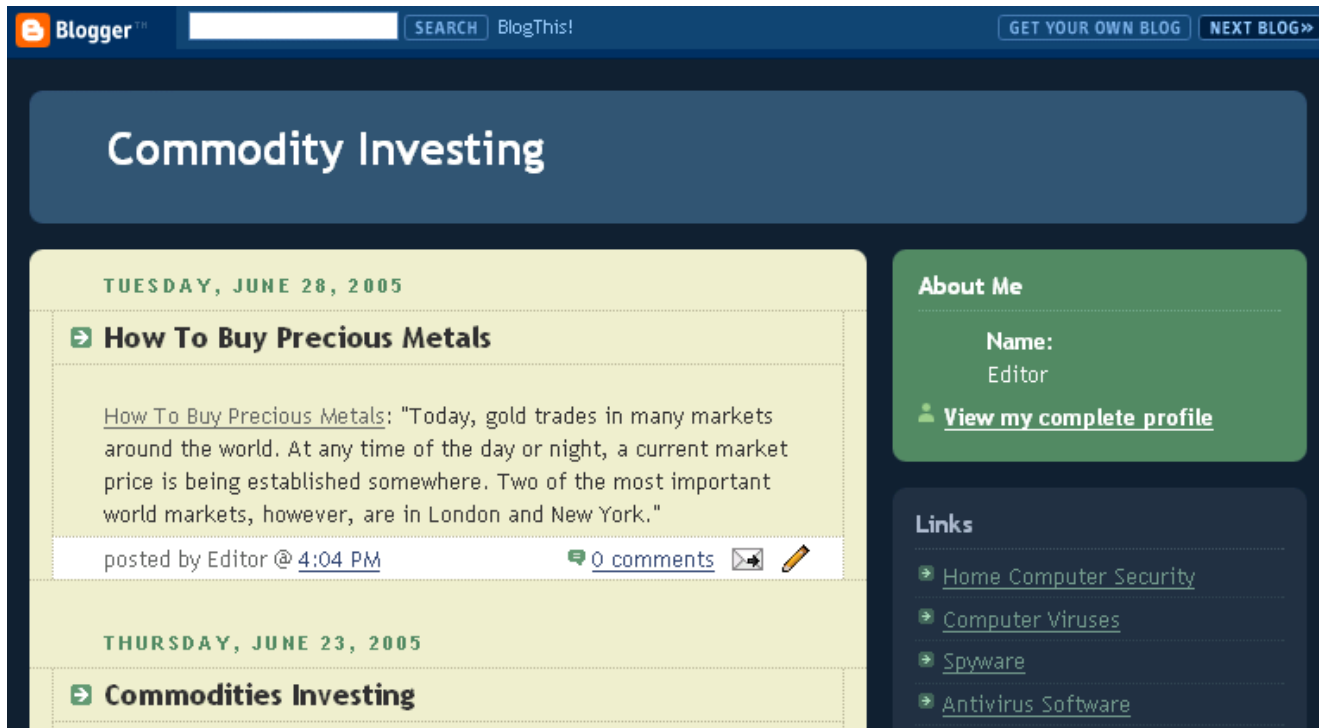 Blogger™ SEARCH BlogThis! GET YOUR OWN BLOG NEXT BLOG»
Commodity Investing
TUESDAY, JUNE 28, 2005
How To Buy Precious Metals
How To Buy Precious Metals: "Today, gold trades in many markets
around the world. At any time of the day or night, a current market
price is being established somewhere. Two of the most important
world markets, however, are in London and New York."
posted by Editor @ 4:04 PM 0 comments
THURSDAY, JUNE 23, 2005
Commodities Investing
About Me
Name:
Editor
View my complete profile
Links
Home Computer Security
Computer Viruses
Spyware
Antivirus Software